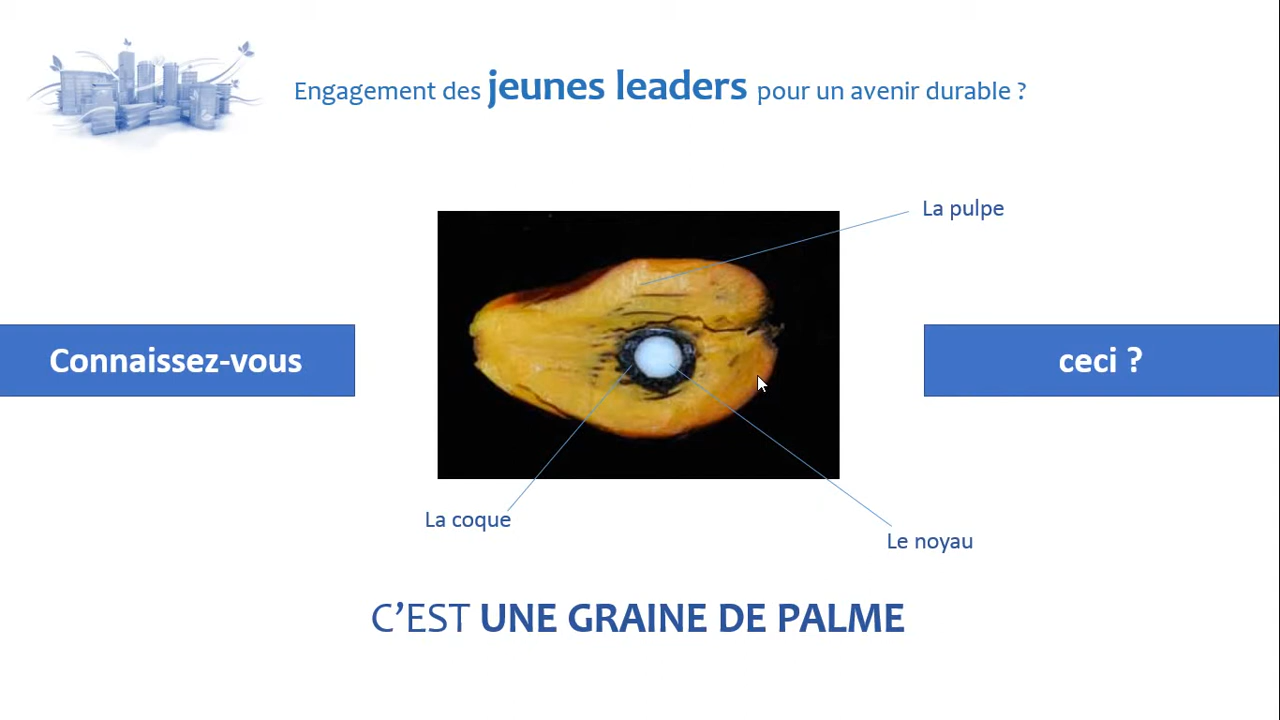 Engagement des jeunes leaders pour un avenir durable ?
La pulpe
Connaissez-vous
ceci ?
La coque
Le noyau
C’EST UNE GRAINE DE PALME